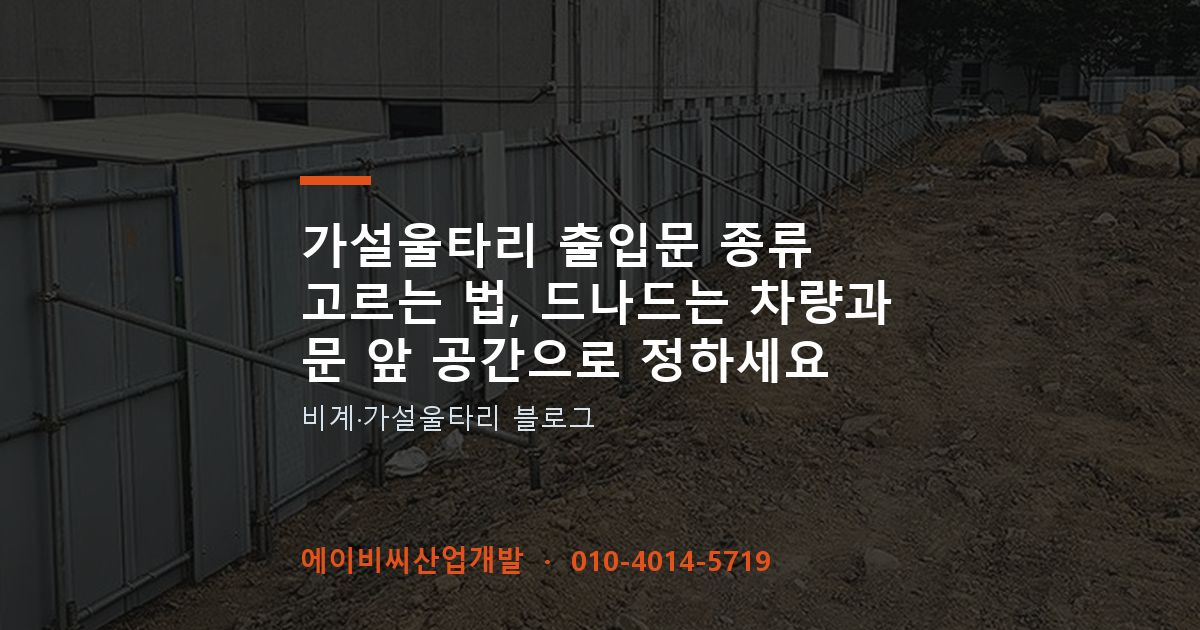 가설울타리 출입문 종류
고르는 법, 드나드는 차량과
문 앞 공간으로 정하세요
비계·가설울타리 블로그
에이비씨산업개발 · 010-4014-5719